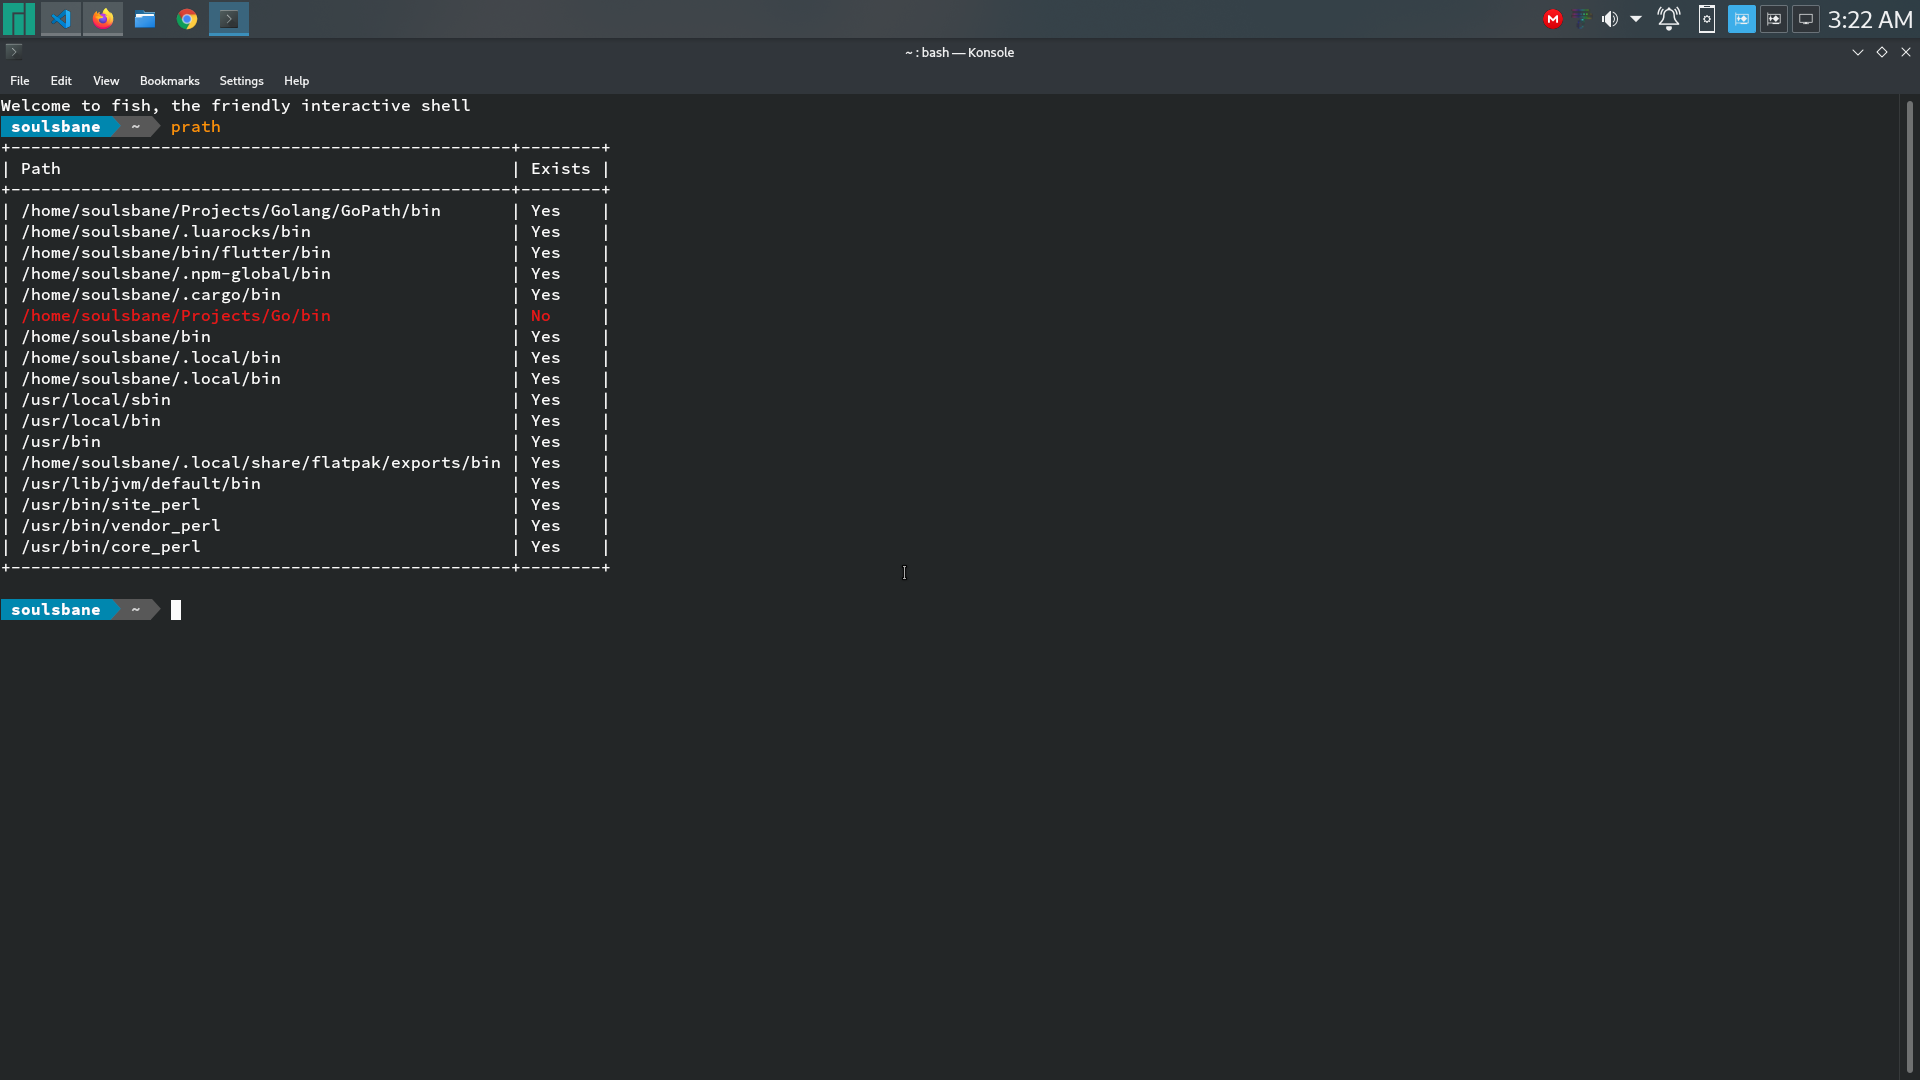 3:22 AM
~ : bash — Konsole
File Edit View Bookmarks Settings Help
Welcome to fish, the friendly interactive shell
soulsbane ~ prath
+--------------------------------------------------+--------+
| Path | Exists |
+--------------------------------------------------+--------+
| /home/soulsbane/Projects/Golang/GoPath/bin | Yes |
| /home/soulsbane/.luarocks/bin | Yes |
| /home/soulsbane/bin/flutter/bin | Yes |
| /home/soulsbane/.npm-global/bin | Yes |
| /home/soulsbane/.cargo/bin | Yes |
| /home/soulsbane/Projects/Go/bin | No |
| /home/soulsbane/bin | Yes |
| /home/soulsbane/.local/bin | Yes |
| /home/soulsbane/.local/bin | Yes |
| /usr/local/sbin | Yes |
| /usr/local/bin | Yes |
| /usr/bin | Yes |
| /home/soulsbane/.local/share/flatpak/exports/bin | Yes |
| /usr/lib/jvm/default/bin | Yes |
| /usr/bin/site_perl | Yes |
| /usr/bin/vendor_perl | Yes |
| /usr/bin/core_perl | Yes |
+--------------------------------------------------+--------+
soulsbane ~